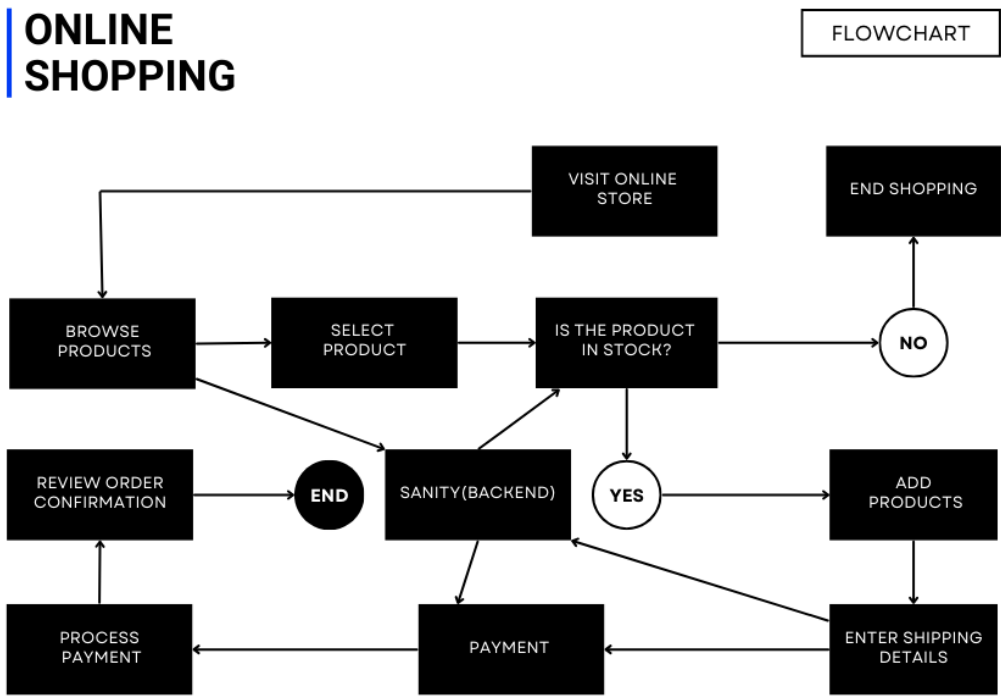 ONLINE
SHOPPING
FLOWCHART
VISIT ONLINE
STORE
END SHOPPING
BROWSE
PRODUCTS
SELECT
PRODUCT
IS THE PRODUCT
IN STOCK?
NO
REVIEW ORDER
CONFIRMATION
END
SANITY(BACKEND)
YES
ADD
PRODUCTS
PROCESS
PAYMENT
PAYMENT
ENTER SHIPPING
DETAILS